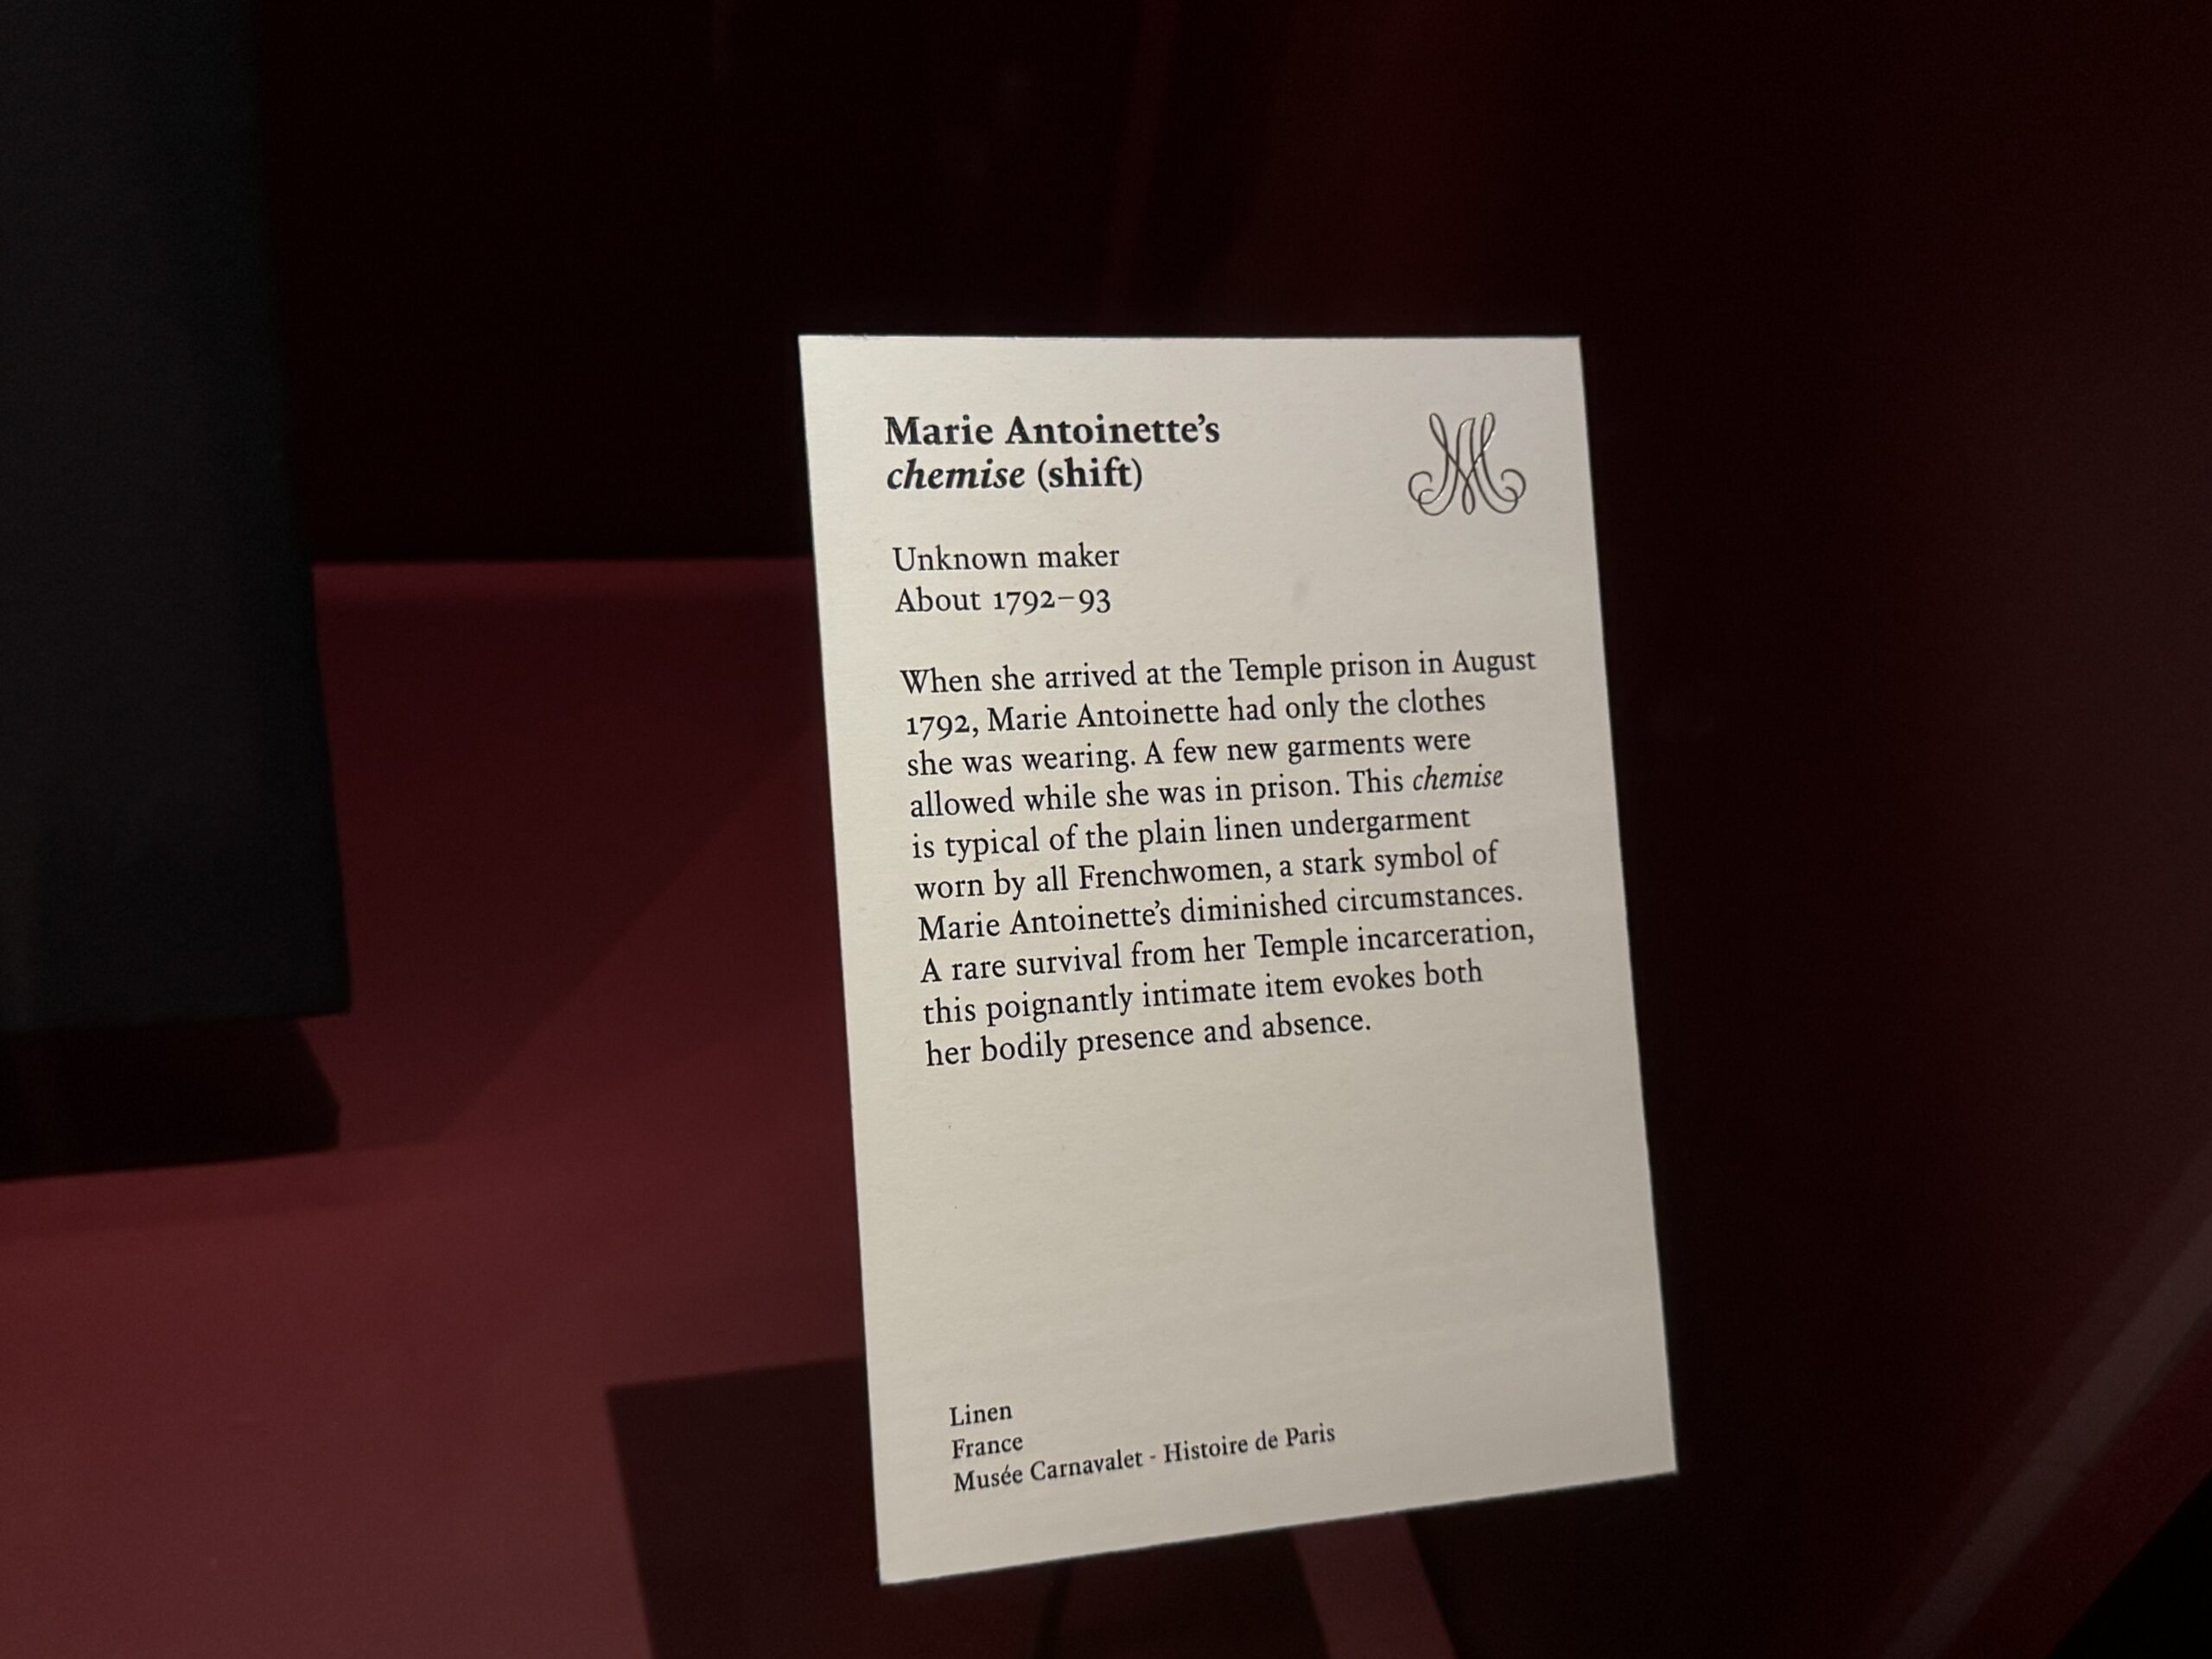 Marie Antoinette’s
chemise (shift)
Unknown maker
About 1792–93
When she arrived at the Temple prison in August
1792, Marie Antoinette had only the clothes
she was wearing. A few new garments were
allowed while she was in prison. This chemise
is typical of the plain linen undergarment
worn by all Frenchwomen, a stark symbol of
Marie Antoinette’s diminished circumstances.
A rare survival from her Temple incarceration,
this poignantly intimate item evokes both
her bodily presence and absence.
Linen
France
Musée Carnavalet - Histoire de Paris